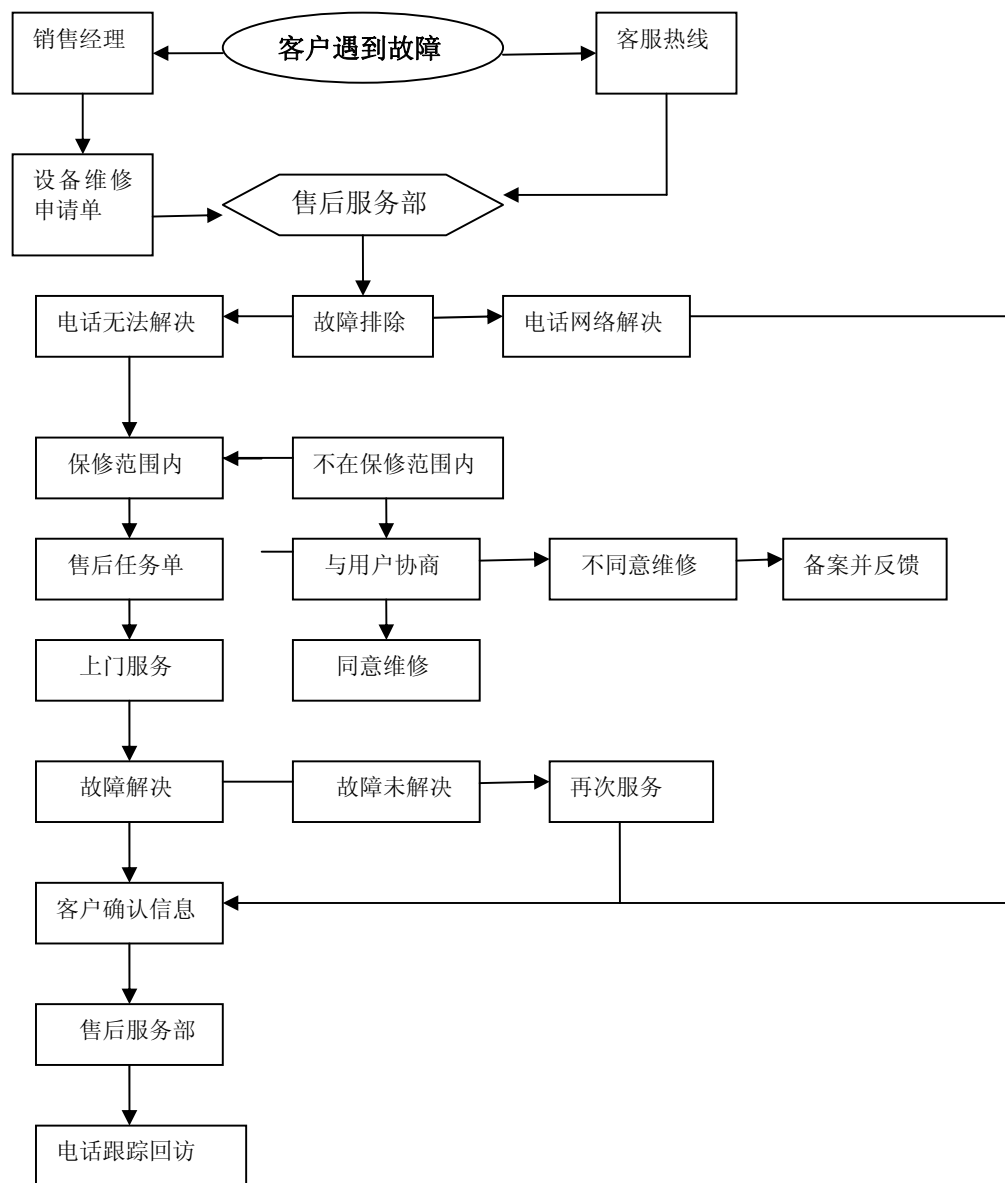 销售经理
客户遇到故障
客服热线
设备维修
申请单
售后服务部
电话无法解决
故障排除
电话网络解决
保修范围内
不在保修范围内
售后任务单
与用户协商
不同意维修
备案并反馈
上门服务
同意维修
故障解决
故障未解决
再次服务
客户确认信息
售后服务部
电话跟踪回访